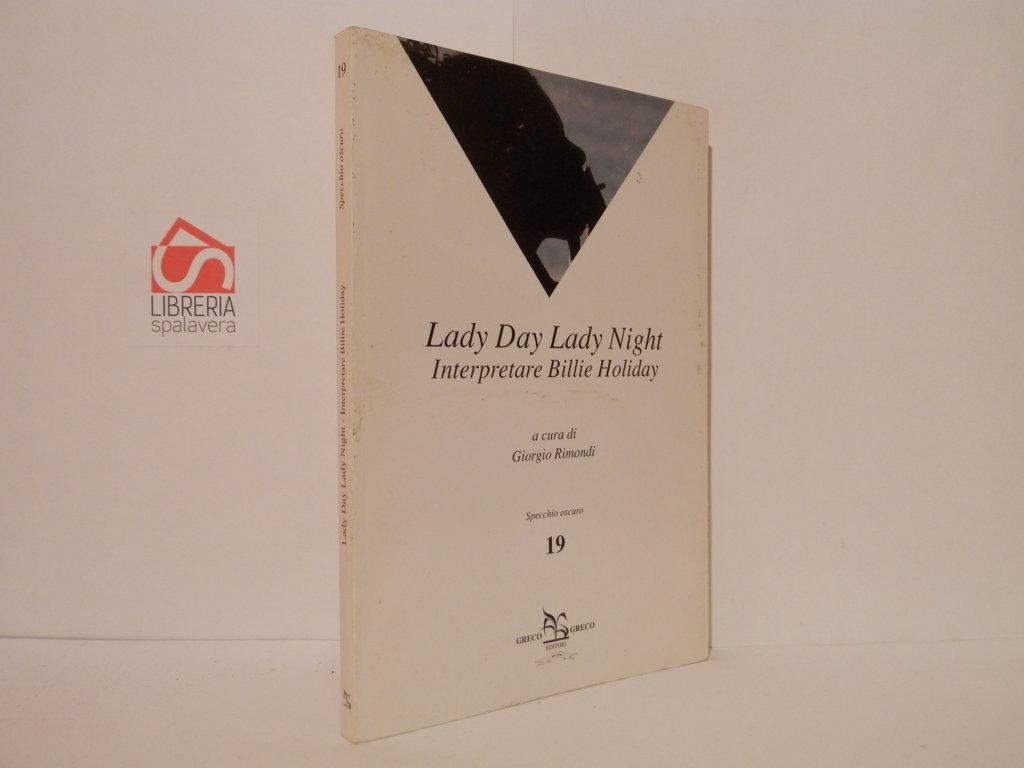 19
Specchio oscuro
Lady Day Lady Night - Interpretare Billie Holiday
LIBRERIA
spalavera
Lady Day Lady Night
Interpretare Billie Holiday
a cura di
Giorgio Rimondi
Specchio oscuro
19
GRECO GRECO
EDITORI